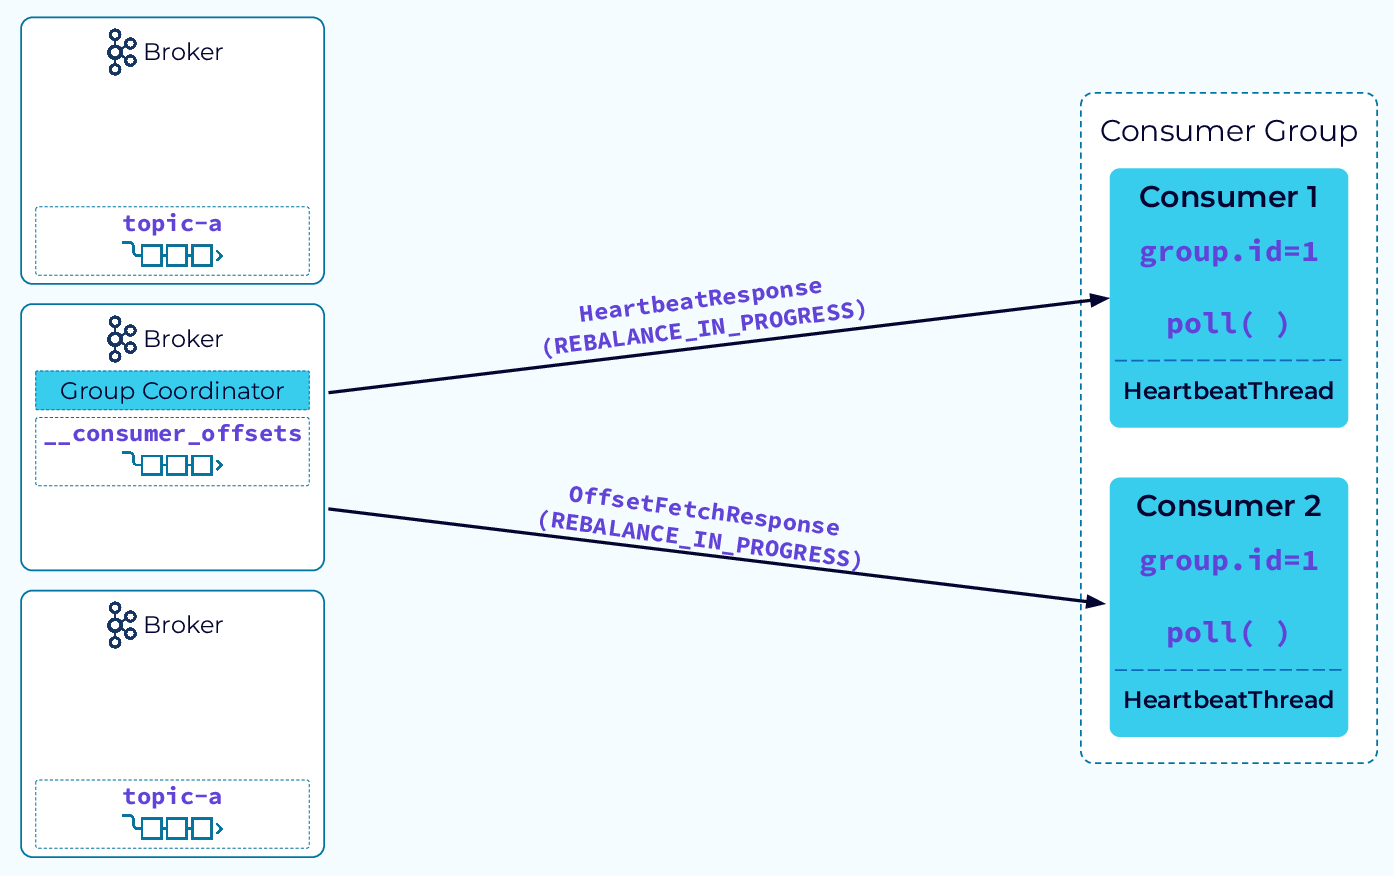 Broker
topic-a
Broker
Group Coordinator
__consumer_offsets
Broker
topic-a
HeartbeatResponse
(REBALANCE_IN_PROGRESS)
OffsetFetchResponse
(REBALANCE_IN_PROGRESS)
Consumer Group
Consumer 1
group.id=1
poll( )
HeartbeatThread
Consumer 2
group.id=1
poll( )
HeartbeatThread